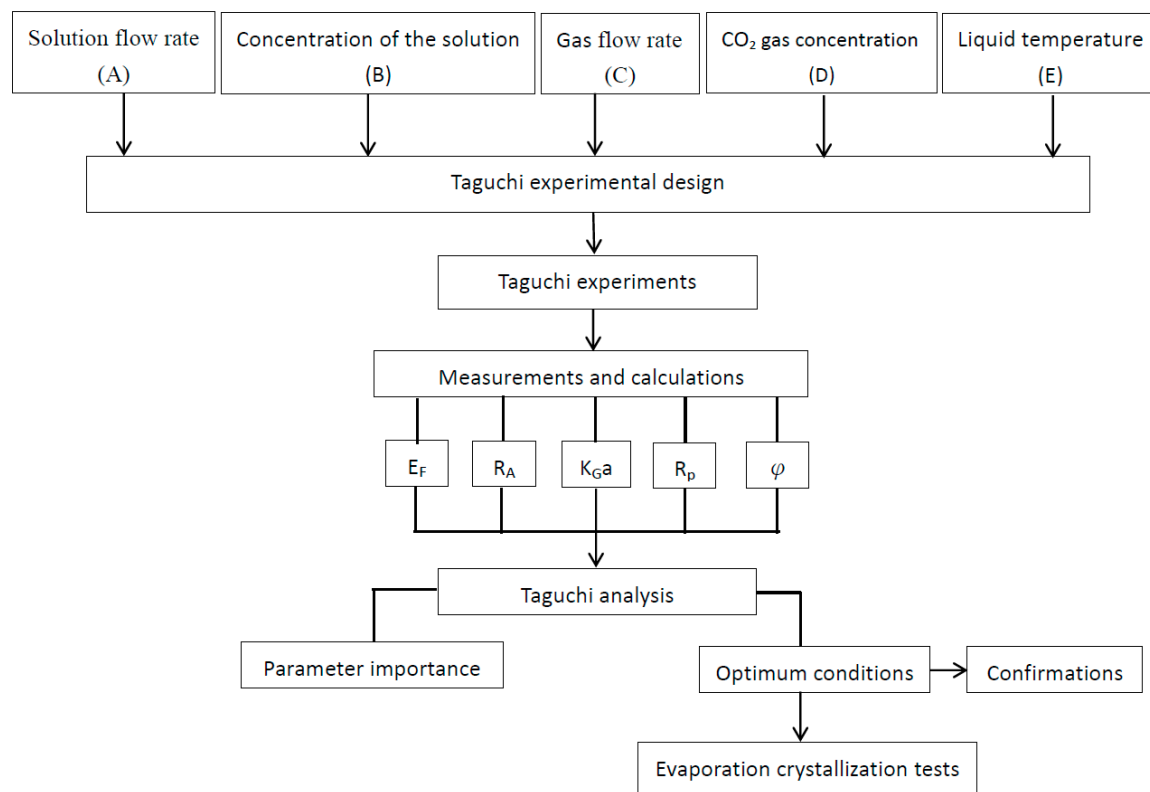 Solution flow rate
(A)
Concentration of the solution
(B)
Gas flow rate
(C)
CO₂ gas concentration
(D)
Liquid temperature
(E)
Taguchi experimental design
Taguchi experiments
Measurements and calculations
E_F
R_A
K_Ga
R_p
φ
Taguchi analysis
Parameter importance
Optimum conditions
Confirmations
Evaporation crystallization tests